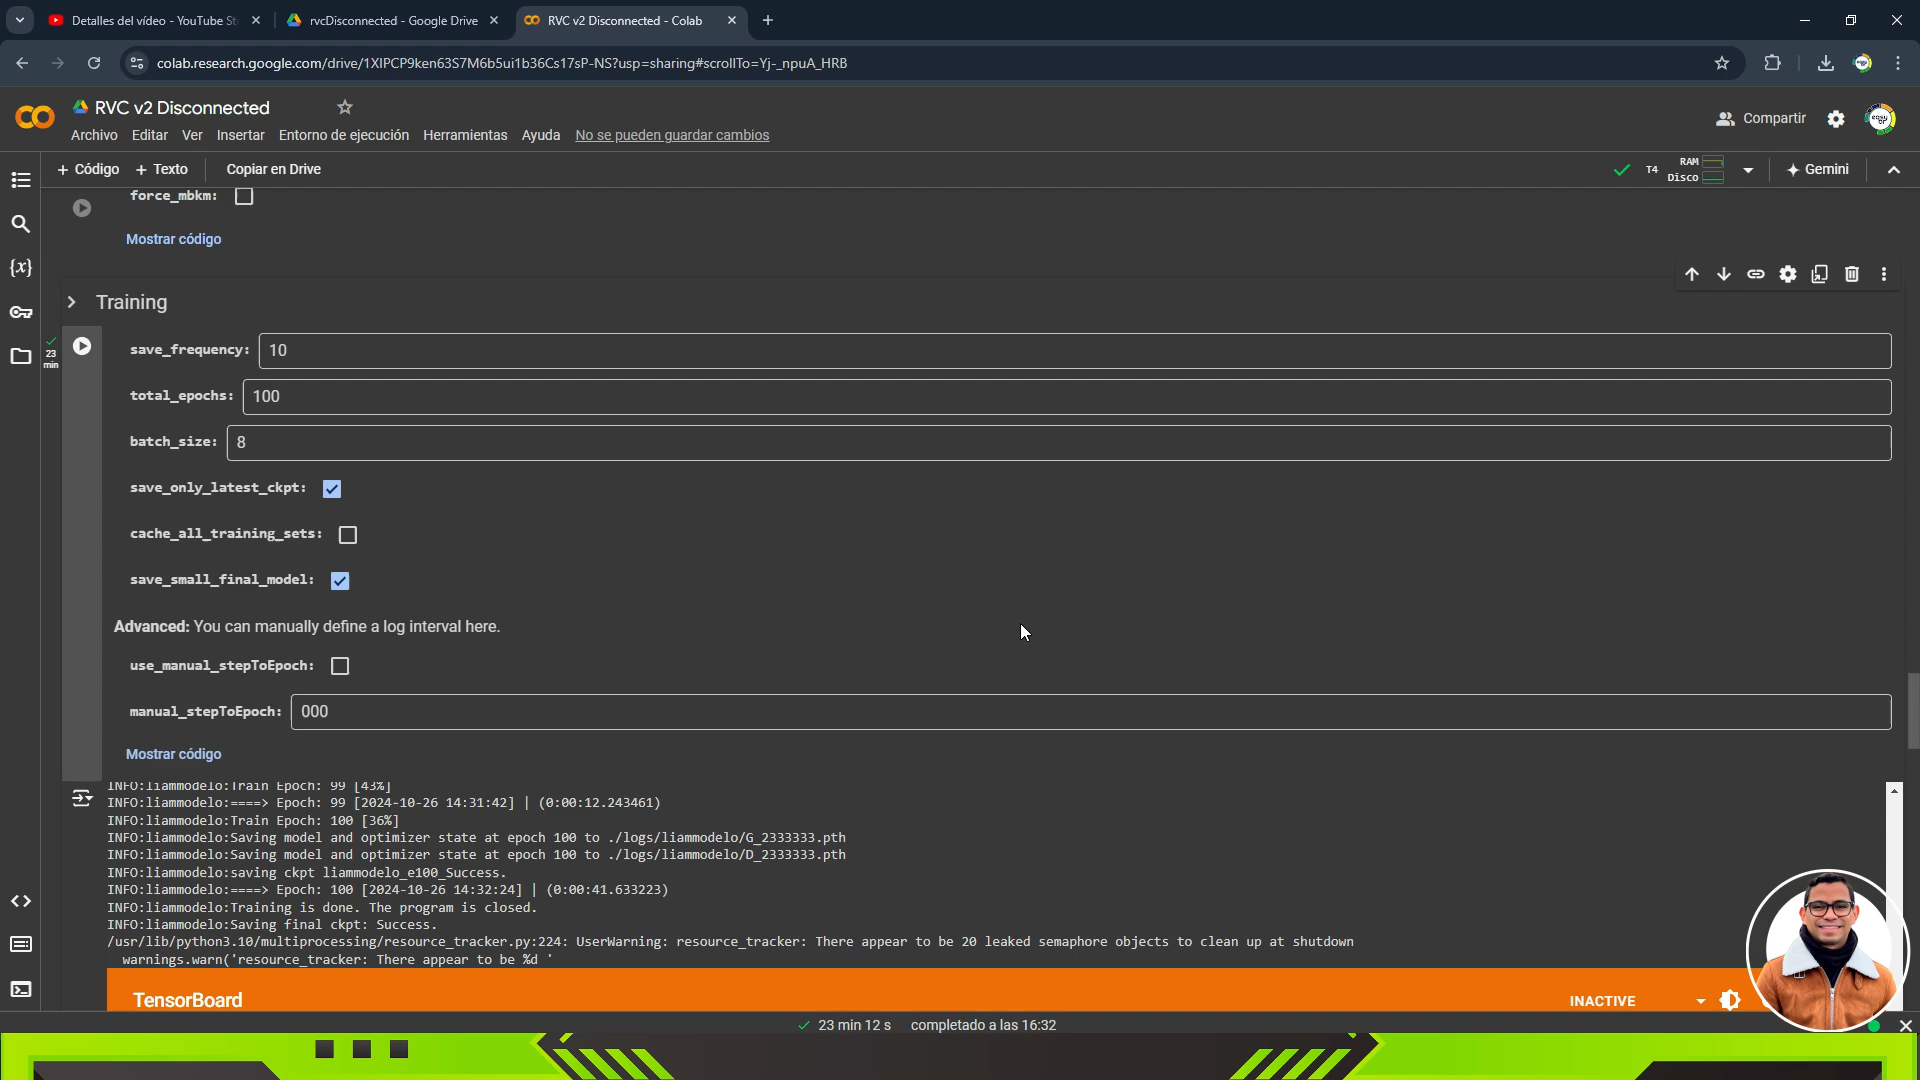 Detalles del vídeo - YouTube St
rvcDisconnected - Google Drive
RVC v2 Disconnected - Colab
colab.research.google.com/drive/1XIPCP9ken63S7M6b5ui1b36Cs17sP-NS?usp=sharing#scrollTo=Yj-_npuA_HRB
RVC v2 Disconnected
Archivo Editar Ver Insertar Entorno de ejecución Herramientas Ayuda No se pueden guardar cambios
Compartir
+ Código + Texto Copiar en Drive
T4 RAM
Disco
Gemini
force_mbkm:
Mostrar código
Training
23
min
save_frequency: 10
total_epochs: 100
batch_size: 8
save_only_latest_ckpt:
cache_all_training_sets:
save_small_final_model:
Advanced: You can manually define a log interval here.
use_manual_stepToEpoch:
manual_stepToEpoch: 000
Mostrar código
INFO:liammodelo:Train Epoch: 99 [43%]
INFO:liammodelo:====> Epoch: 99 [2024-10-26 14:31:42] | (0:00:12.243461)
INFO:liammodelo:Train Epoch: 100 [36%]
INFO:liammodelo:Saving model and optimizer state at epoch 100 to ./logs/liammodelo/G_2333333.pth
INFO:liammodelo:Saving model and optimizer state at epoch 100 to ./logs/liammodelo/D_2333333.pth
INFO:liammodelo:saving ckpt liammodelo_e100_Success.
INFO:liammodelo:====> Epoch: 100 [2024-10-26 14:32:24] | (0:00:41.633223)
INFO:liammodelo:Training is done. The program is closed.
INFO:liammodelo:Saving final ckpt: Success.
/usr/lib/python3.10/multiprocessing/resource_tracker.py:224: UserWarning: resource_tracker: There appear to be 20 leaked semaphore objects to clean up at shutdown
warnings.warn('resource_tracker: There appear to be %d '
TensorBoard
INACTIVE
23 min 12 s completado a las 16:32